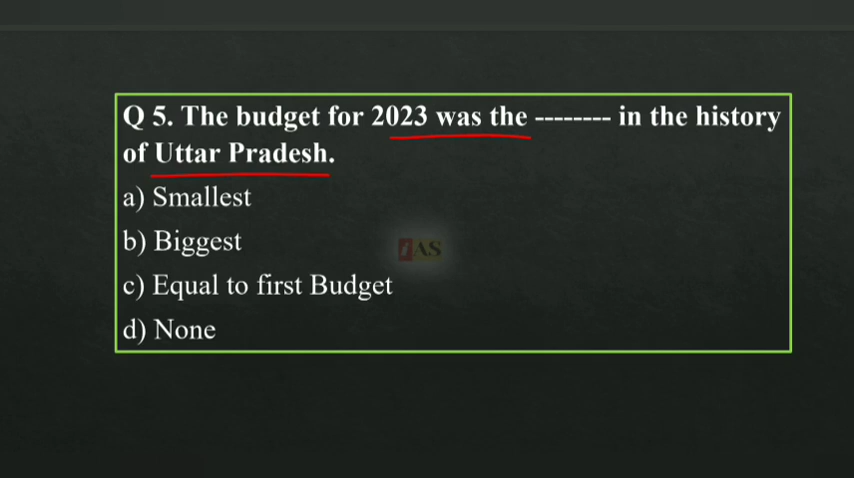 Q 5. The budget for 2023 was the -------- in the history
of Uttar Pradesh.
a) Smallest
b) Biggest
iAS
c) Equal to first Budget
d) None